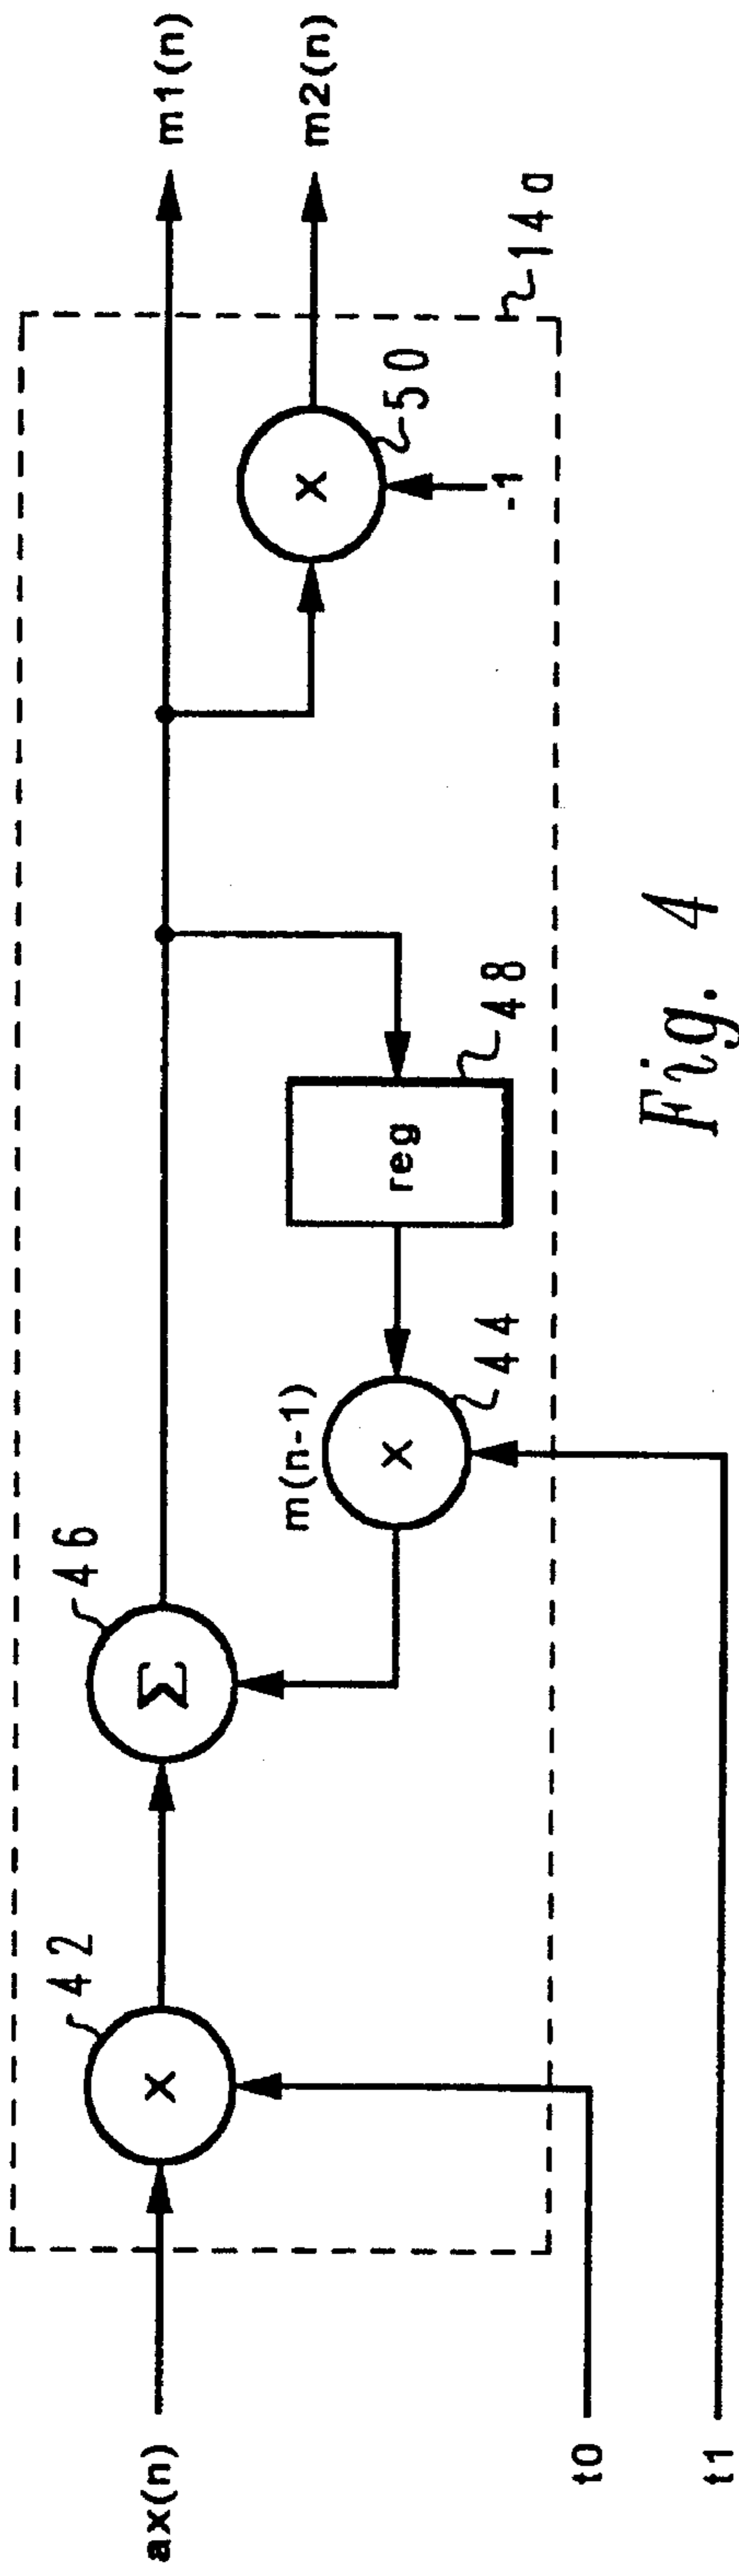 ax(n)
t0
t1
42
X
46
Σ
m(n-1)
X
44
reg
48
X
50
-1
14a
m1(n)
m2(n)
Fig. 4